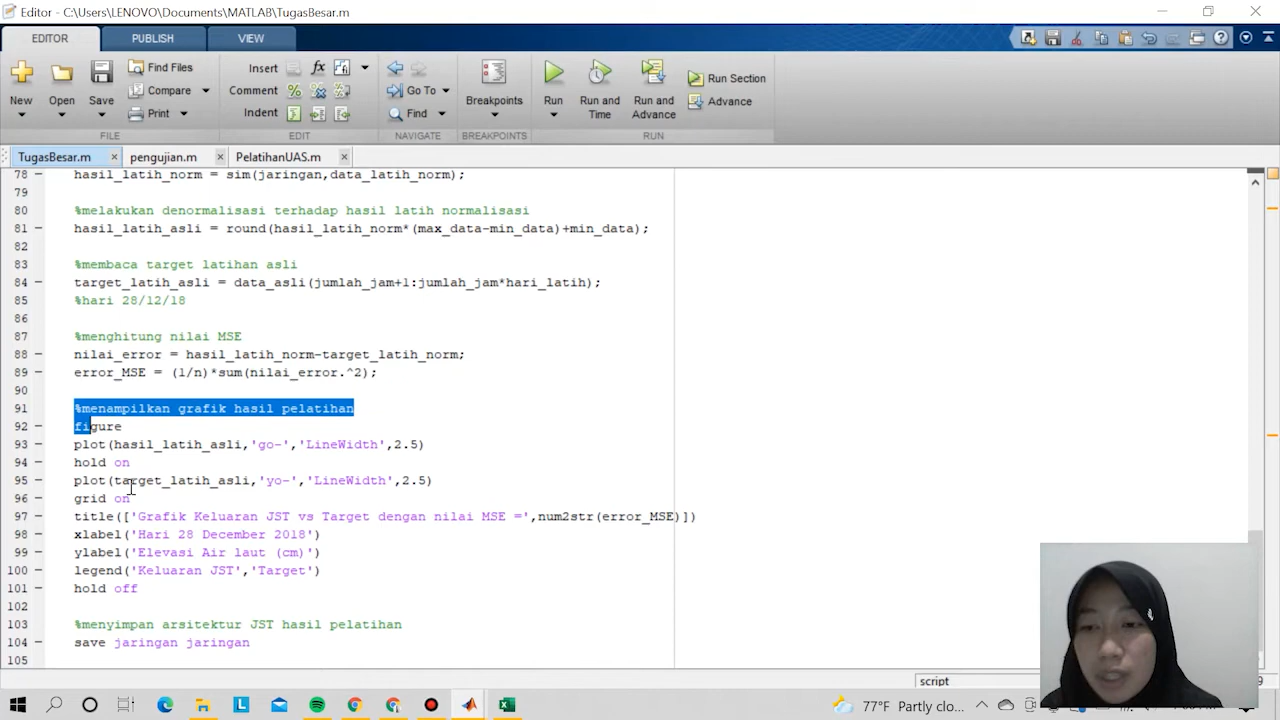 Editor - C:\Users\LENOVO\Documents\MATLAB\TugasBesar.m
EDITOR PUBLISH VIEW
New Open Save Find Files Compare Print
Insert fx Comment Indent
Go To Find
Breakpoints
Run Run and Time Run and Advance Run Section Advance
FILE EDIT NAVIGATE BREAKPOINTS RUN
TugasBesar.m pengujian.m PelatihanUAS.m
78 hasil_latih_norm = sim(jaringan,data_latih_norm);
79
80 %melakukan denormalisasi terhadap hasil latih normalisasi
81 hasil_latih_asli = round(hasil_latih_norm*(max_data-min_data)+min_data);
82
83 %membaca target latihan asli
84 target_latih_asli = data_asli(jumlah_jam+1:jumlah_jam*hari_latih);
85 %hari 28/12/18
86
87 %menghitung nilai MSE
88 nilai_error = hasil_latih_norm-target_latih_norm;
89 error_MSE = (1/n)*sum(nilai_error.^2);
90
91 %menampilkan grafik hasil pelatihan
92 figure
93 plot(hasil_latih_asli,'go-','LineWidth',2.5)
94 hold on
95 plot(target_latih_asli,'yo-','LineWidth',2.5)
96 grid on
97 title(['Grafik Keluaran JST vs Target dengan nilai MSE =',num2str(error_MSE)])
98 xlabel('Hari 28 December 2018')
99 ylabel('Elevasi Air laut (cm)')
100 legend('Keluaran JST','Target')
101 hold off
102
103 %menyimpan arsitektur JST hasil pelatihan
104 save jaringan jaringan
105
script
77°F Partly clo...